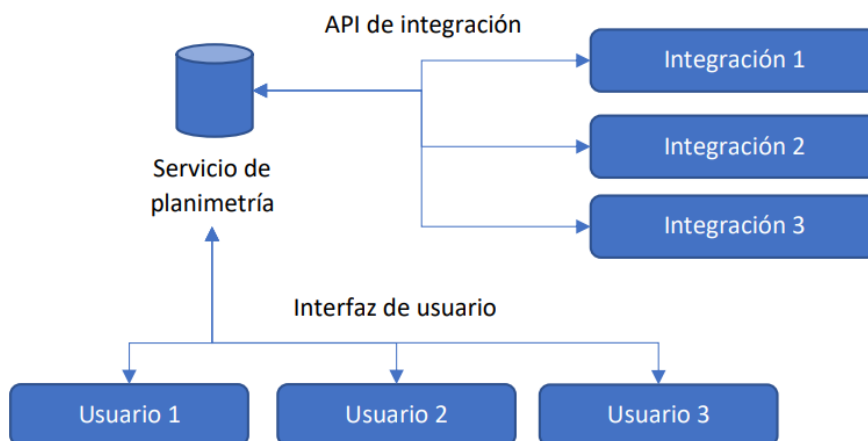 API de integración
Integración 1
Integración 2
Servicio de
planimetría
Integración 3
Interfaz de usuario
Usuario 1
Usuario 2
Usuario 3